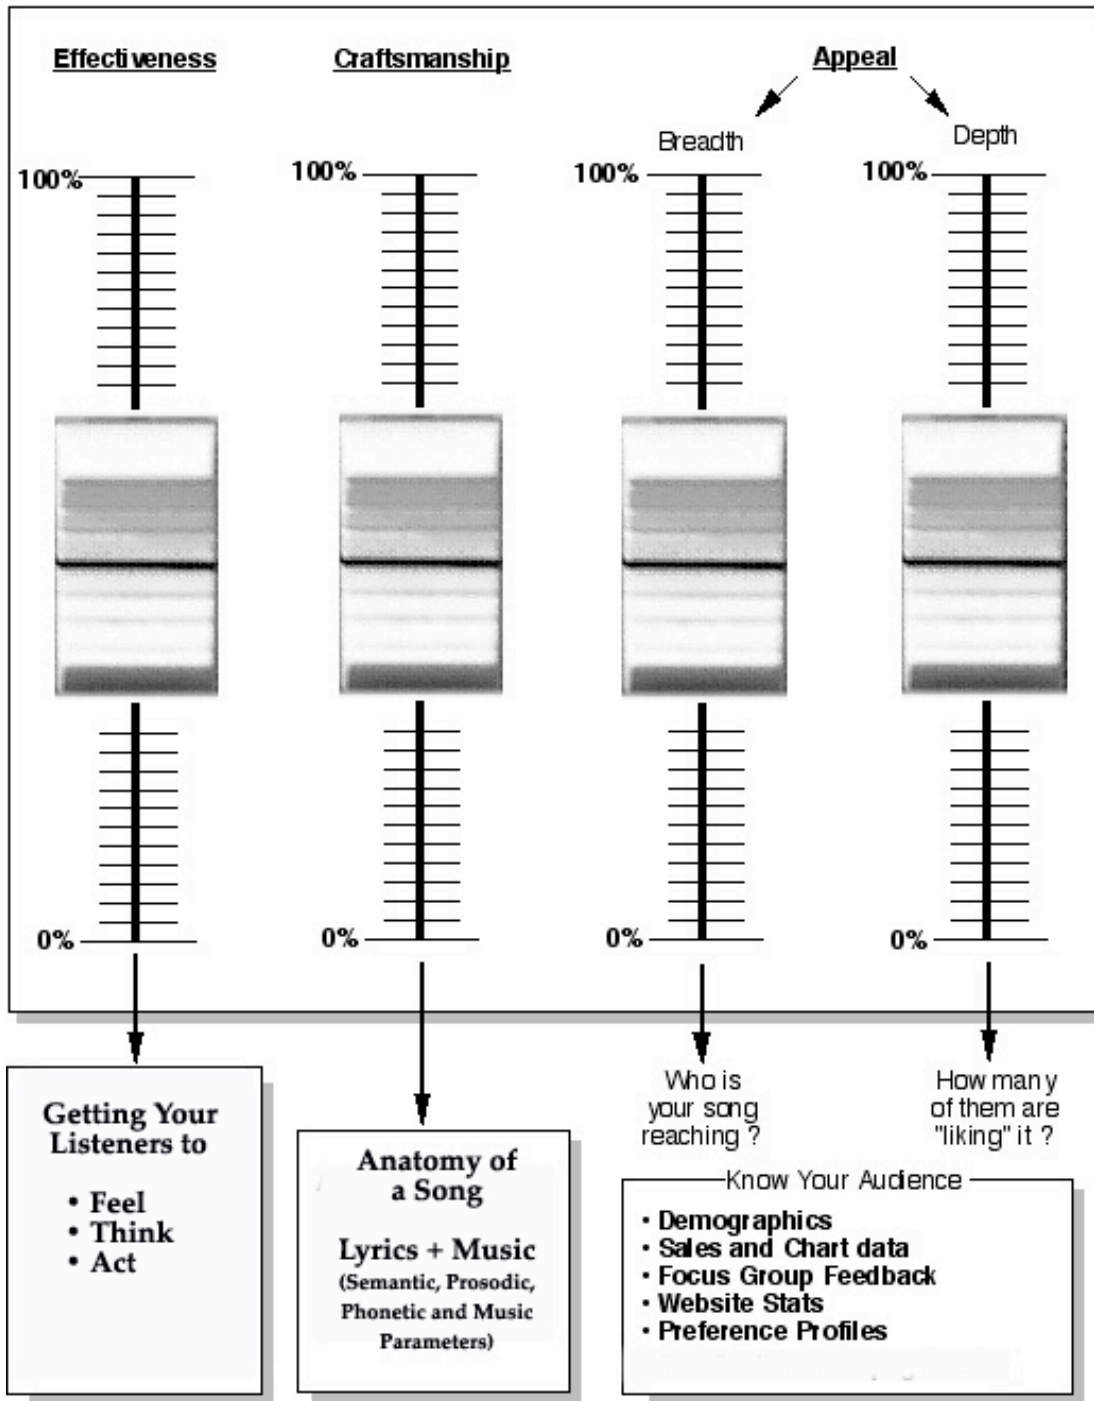 Effectiveness
Craftsmanship
Appeal
Breadth
Depth
100%
100%
100%
100%
0%
0%
0%
0%
Getting Your
Listeners to
• Feel
• Think
• Act
Anatomy of
a Song
Lyrics + Music
(Semantic, Prosodic,
Phonetic and Music
Parameters)
Who is
your song
reaching ?
How many
of them are
"liking" it ?
Know Your Audience
• Demographics
• Sales and Chart data
• Focus Group Feedback
• Website Stats
• Preference Profiles